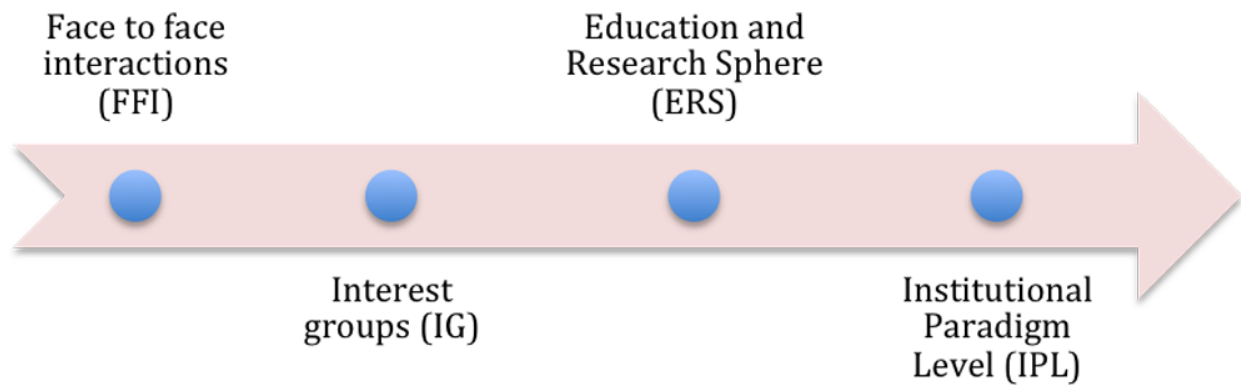 Face to face
interactions
(FFI)
Interest
groups (IG)
Education and
Research Sphere
(ERS)
Institutional
Paradigm
Level (IPL)